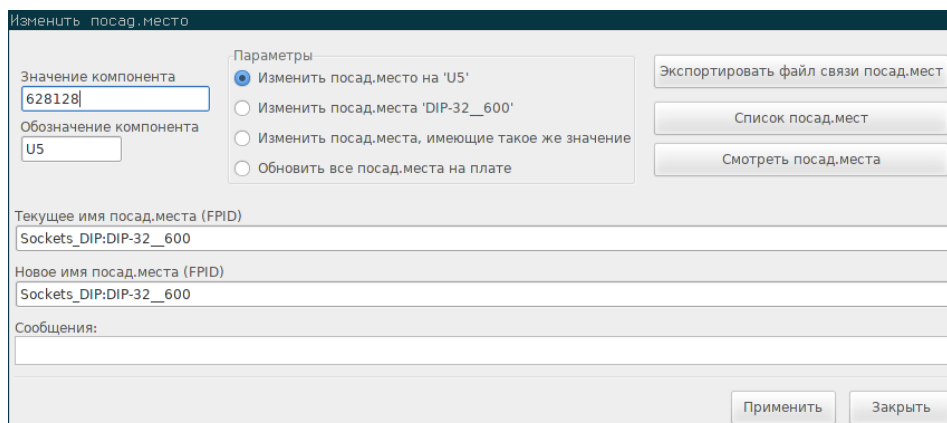 Изменить посад.место
Значение компонента
628128
Обозначение компонента
U5
Параметры
Изменить посад.место на 'U5'
Изменить посад.места 'DIP-32__600'
Изменить посад.места, имеющие такое же значение
Обновить все посад.места на плате
Экспортировать файл связи посад.мест
Список посад.мест
Смотреть посад.места
Текущее имя посад.места (FPID)
Sockets_DIP:DIP-32__600
Новое имя посад.места (FPID)
Sockets_DIP:DIP-32__600
Сообщения:
Применить
Закрыть